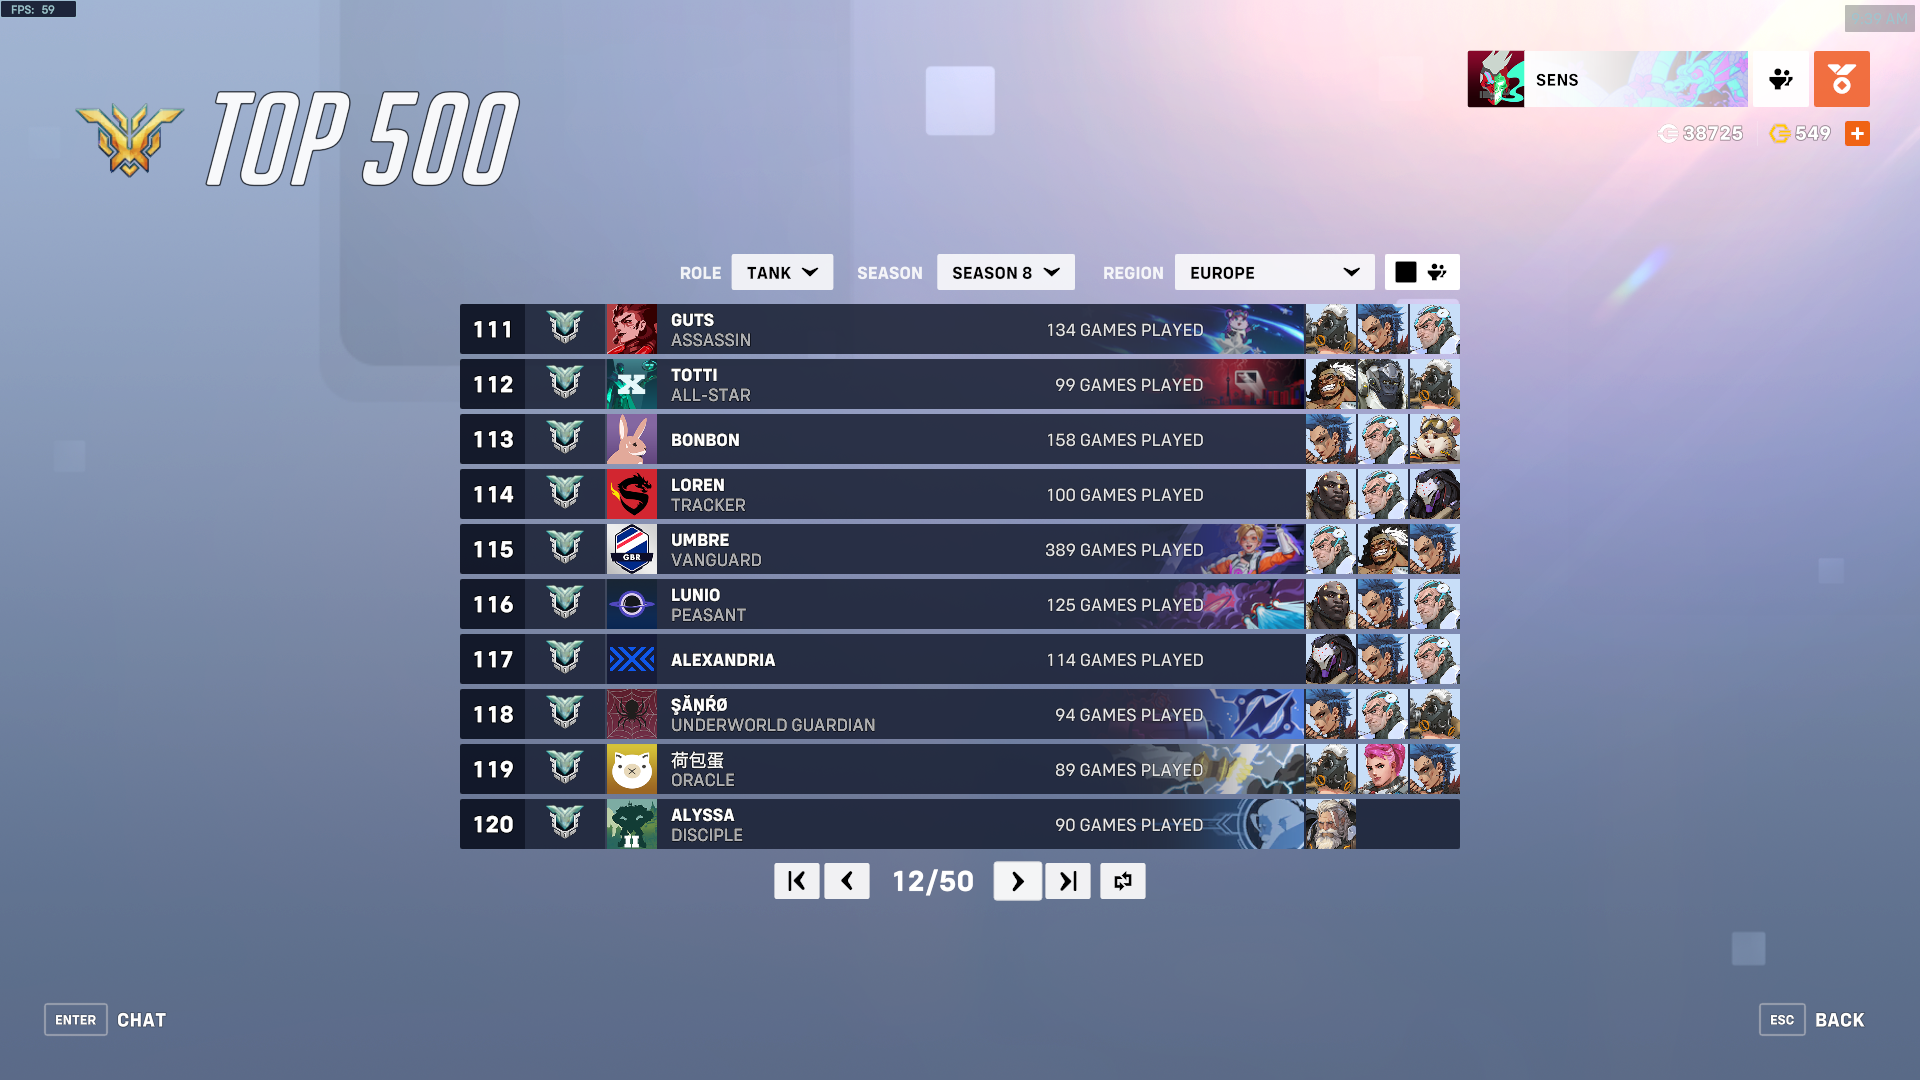 FPS: 59
TOP 500
SENS
38725
549
ROLE
TANK
SEASON
SEASON 8
REGION
EUROPE
111
GUTS
ASSASSIN
134 GAMES PLAYED
112
TOTTI
ALL-STAR
99 GAMES PLAYED
113
BONBON
158 GAMES PLAYED
114
LOREN
TRACKER
100 GAMES PLAYED
115
GBR
UMBRE
VANGUARD
389 GAMES PLAYED
116
LUNIO
PEASANT
125 GAMES PLAYED
117
ALEXANDRIA
114 GAMES PLAYED
118
ŞĂŅŔØ
UNDERWORLD GUARDIAN
94 GAMES PLAYED
119
荷包蛋
ORACLE
89 GAMES PLAYED
120
II
ALYSSA
DISCIPLE
90 GAMES PLAYED
12/50
ENTER
CHAT
ESC
BACK